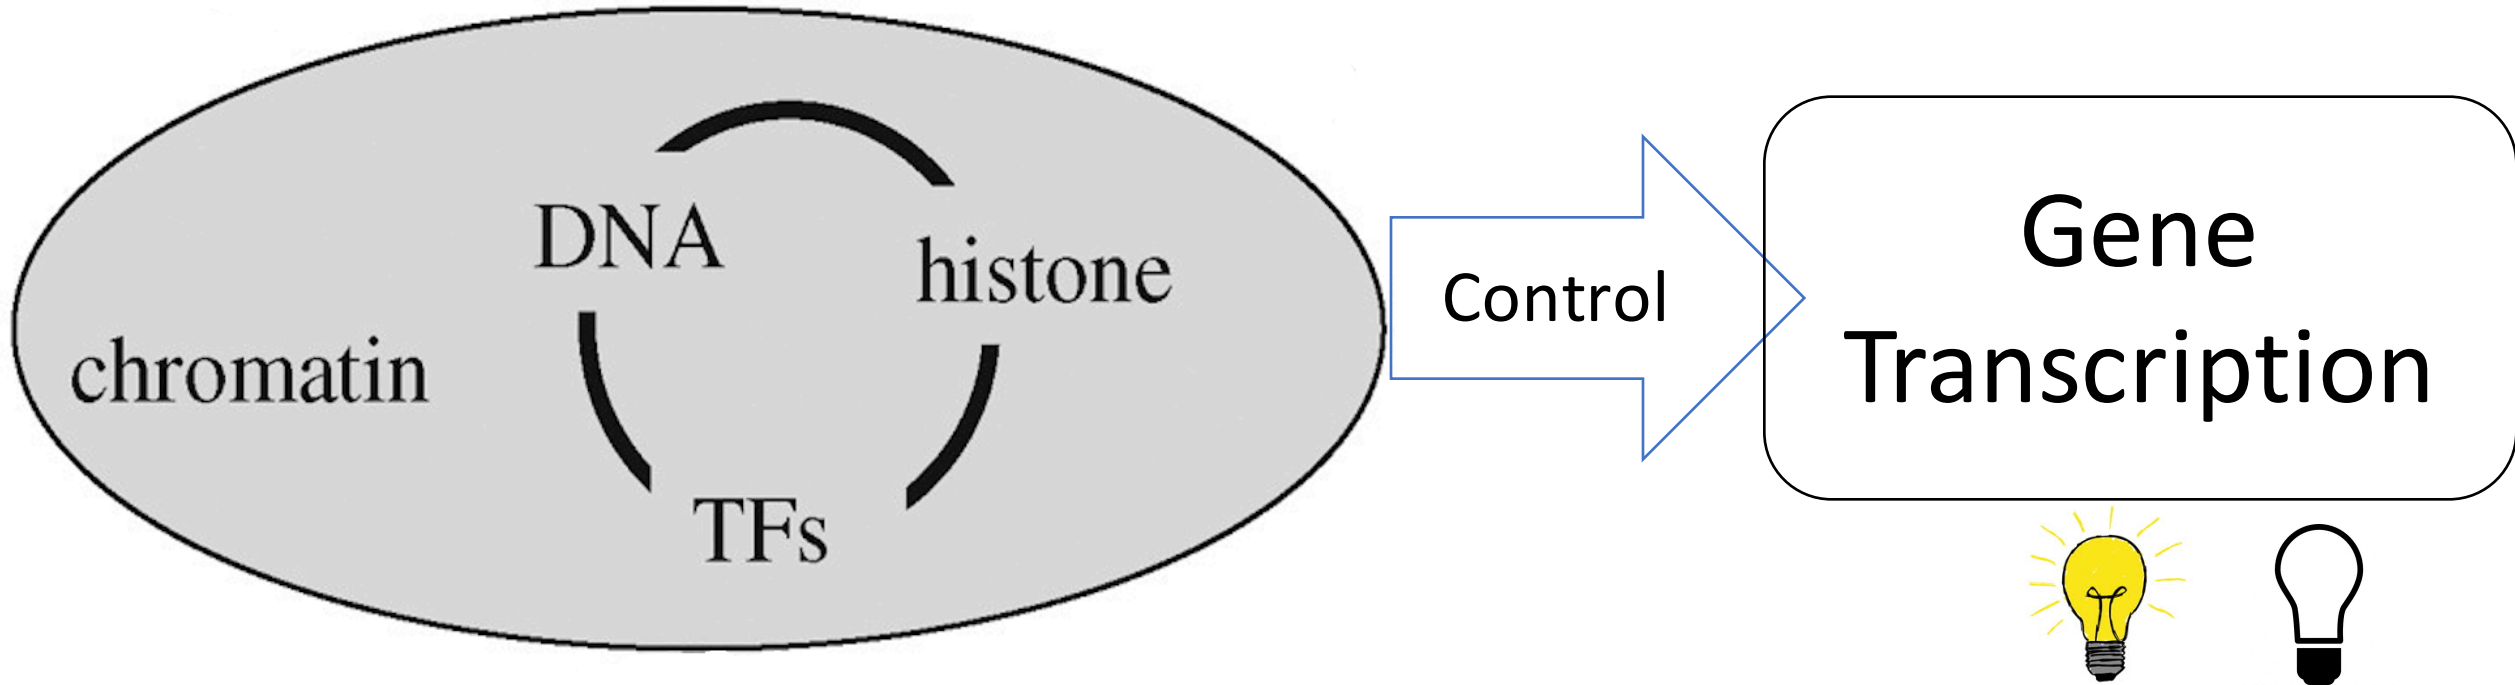 DNA
histone
chromatin
TFs
Control
Gene
Transcription